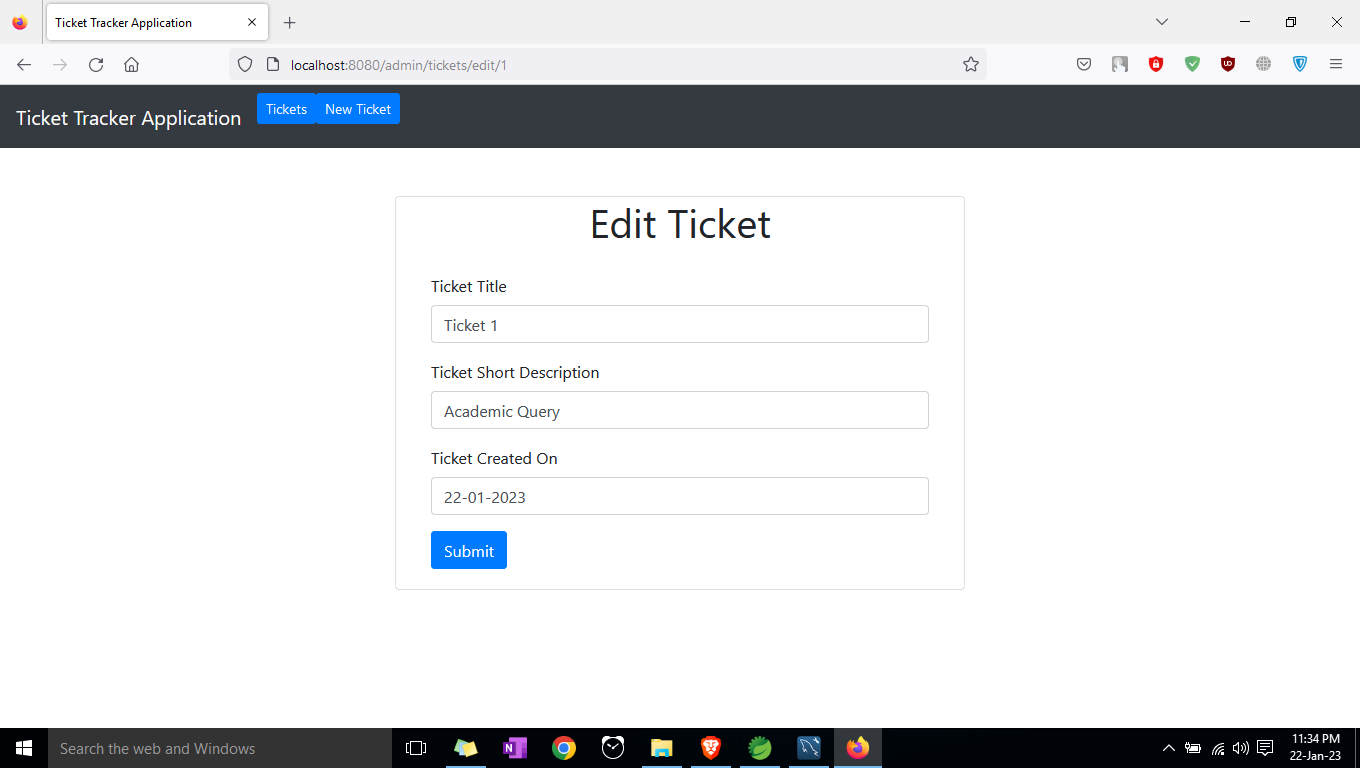 Ticket Tracker Application
localhost:8080/admin/tickets/edit/1
Ticket Tracker Application
Tickets
New Ticket
Edit Ticket
Ticket Title
Ticket 1
Ticket Short Description
Academic Query
Ticket Created On
22-01-2023
Submit
Search the web and Windows
11:34 PM
22-Jan-23